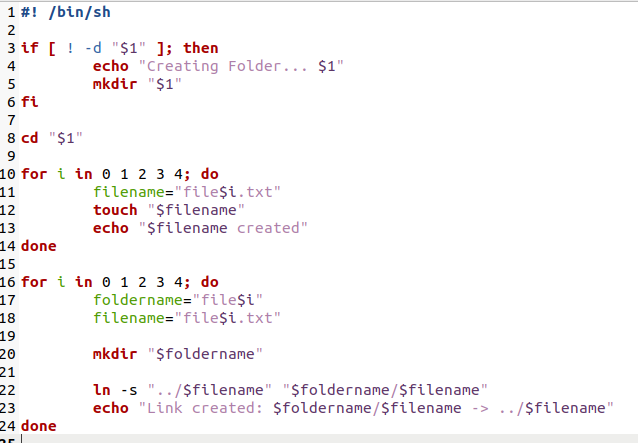 1 #! /bin/sh
2
3 if [ ! -d "$1" ]; then
4         echo "Creating Folder... $1"
5         mkdir "$1"
6 fi
7
8 cd "$1"
9
10 for i in 0 1 2 3 4; do
11         filename="file$i.txt"
12         touch "$filename"
13         echo "$filename created"
14 done
15
16 for i in 0 1 2 3 4; do
17         foldername="file$i"
18         filename="file$i.txt"
19
20         mkdir "$foldername"
21
22         ln -s "../$filename" "$foldername/$filename"
23         echo "Link created: $foldername/$filename -> ../$filename"
24 done
25